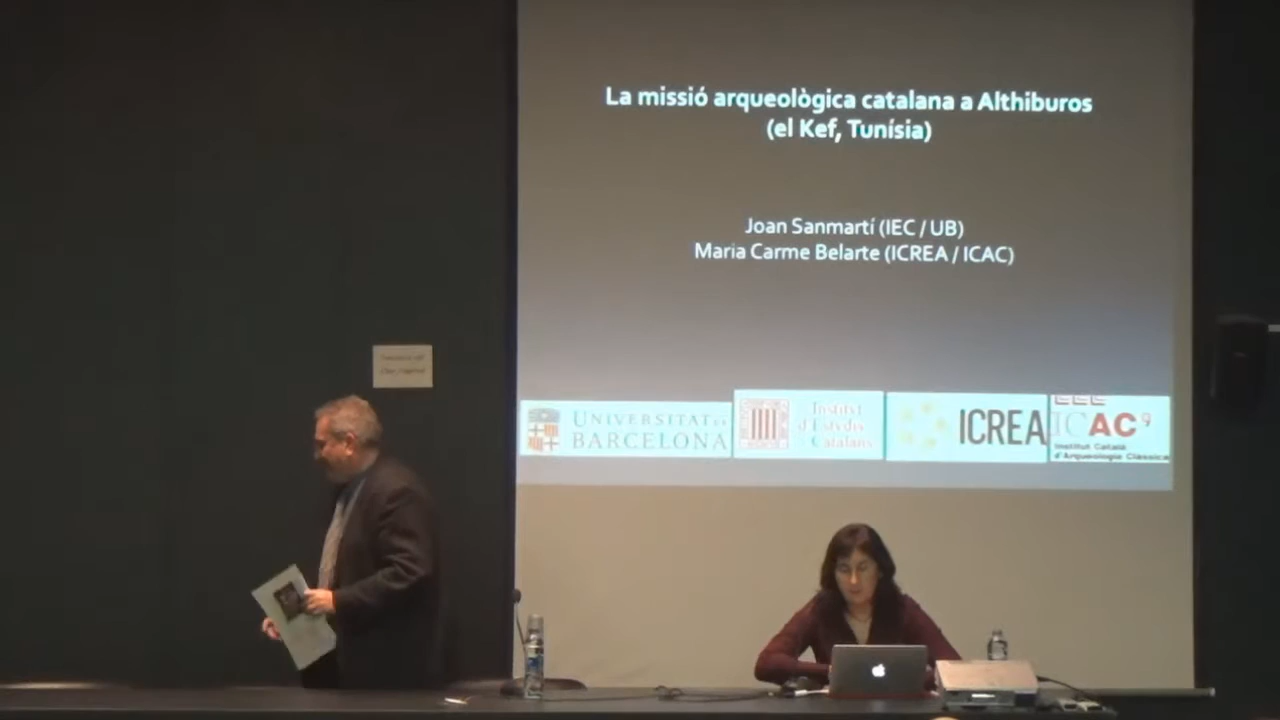 La missió arqueològica catalana a Althiburos
(el Kef, Tunísia)
Joan Sanmartí (IEC / UB)
Maria Carme Belarte (ICREA / ICAC)
UNIVERSITAT DE
BARCELONA
Institut
d'Estudis
Catalans
ICREA
ICAC
Institut Català
d'Arqueologia Clàssica